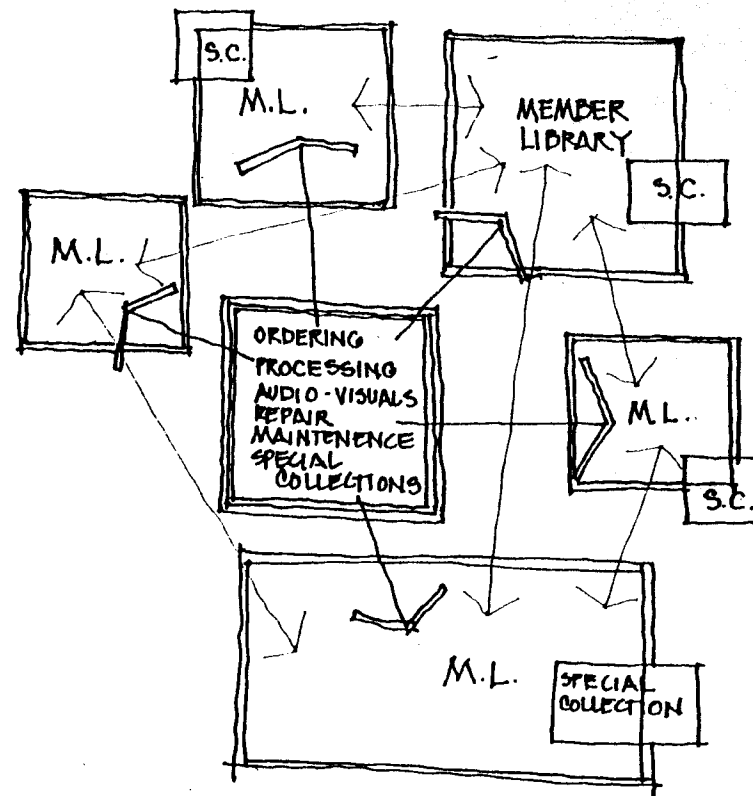 S.C.
M.L.
MEMBER
LIBRARY
S.C.
M.L.
ORDERING
PROCESSING
AUDIO-VISUALS
REPAIR
MAINTENENCE
SPECIAL
COLLECTIONS
M.L.
S.C.
M.L.
SPECIAL
COLLECTION